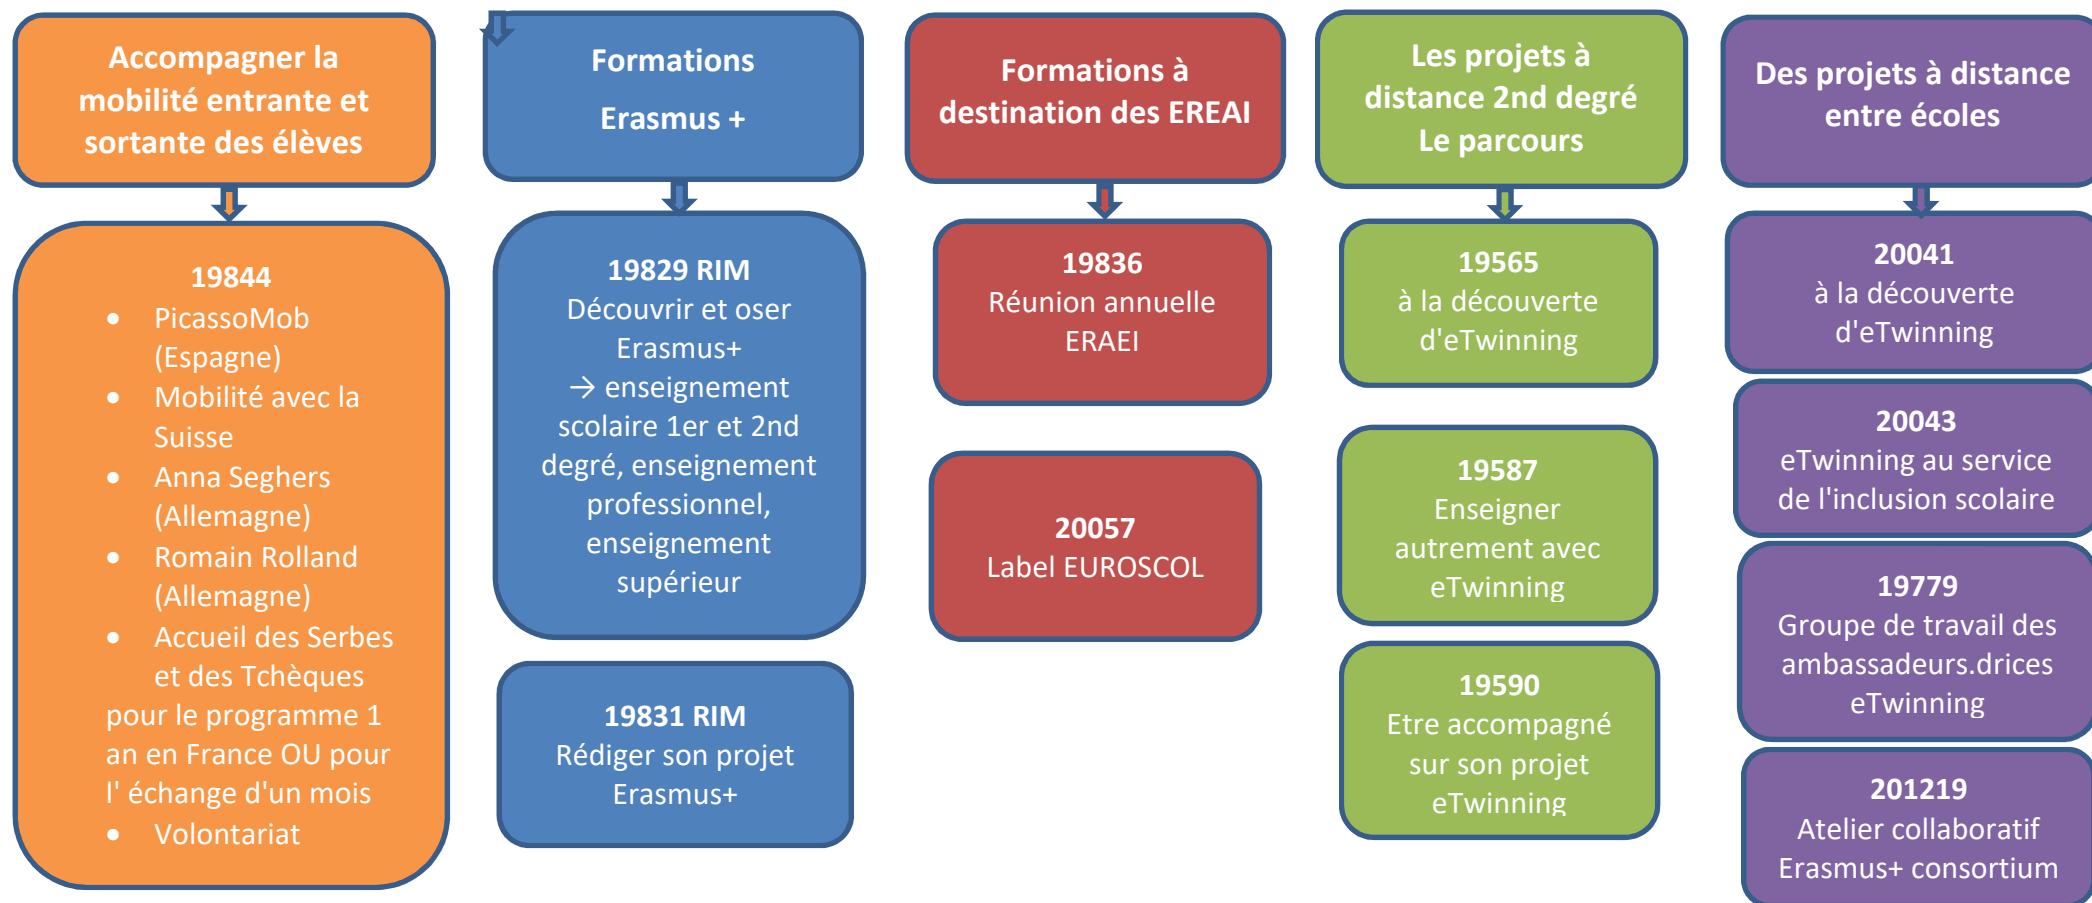 Accompagner la
mobilité entrante et
sortante des élèves
19844
• PicassoMob
(Espagne)
• Mobilité avec la
Suisse
• Anna Seghers
(Allemagne)
• Romain Rolland
(Allemagne)
• Accueil des Serbes
et des Tchèques
pour le programme 1
an en France OU pour
l' échange d'un mois
• Volontariat
Formations
Erasmus +
19829 RIM
Découvrir et oser
Erasmus+
→ enseignement
scolaire 1er et 2nd
degré, enseignement
professionnel,
enseignement
supérieur
19831 RIM
Rédiger son projet
Erasmus+
Formations à
destination des EREAI
19836
Réunion annuelle
ERAEI
20057
Label EUROSCOL
Les projets à
distance 2nd degré
Le parcours
19565
à la découverte
d'eTwinning
19587
Enseigner
autrement avec
eTwinning
19590
Etre accompagné
sur son projet
eTwinning
Des projets à distance
entre écoles
20041
à la découverte
d'eTwinning
20043
eTwinning au service
de l'inclusion scolaire
19779
Groupe de travail des
ambassadeurs.drices
eTwinning
201219
Atelier collaboratif
Erasmus+ consortium